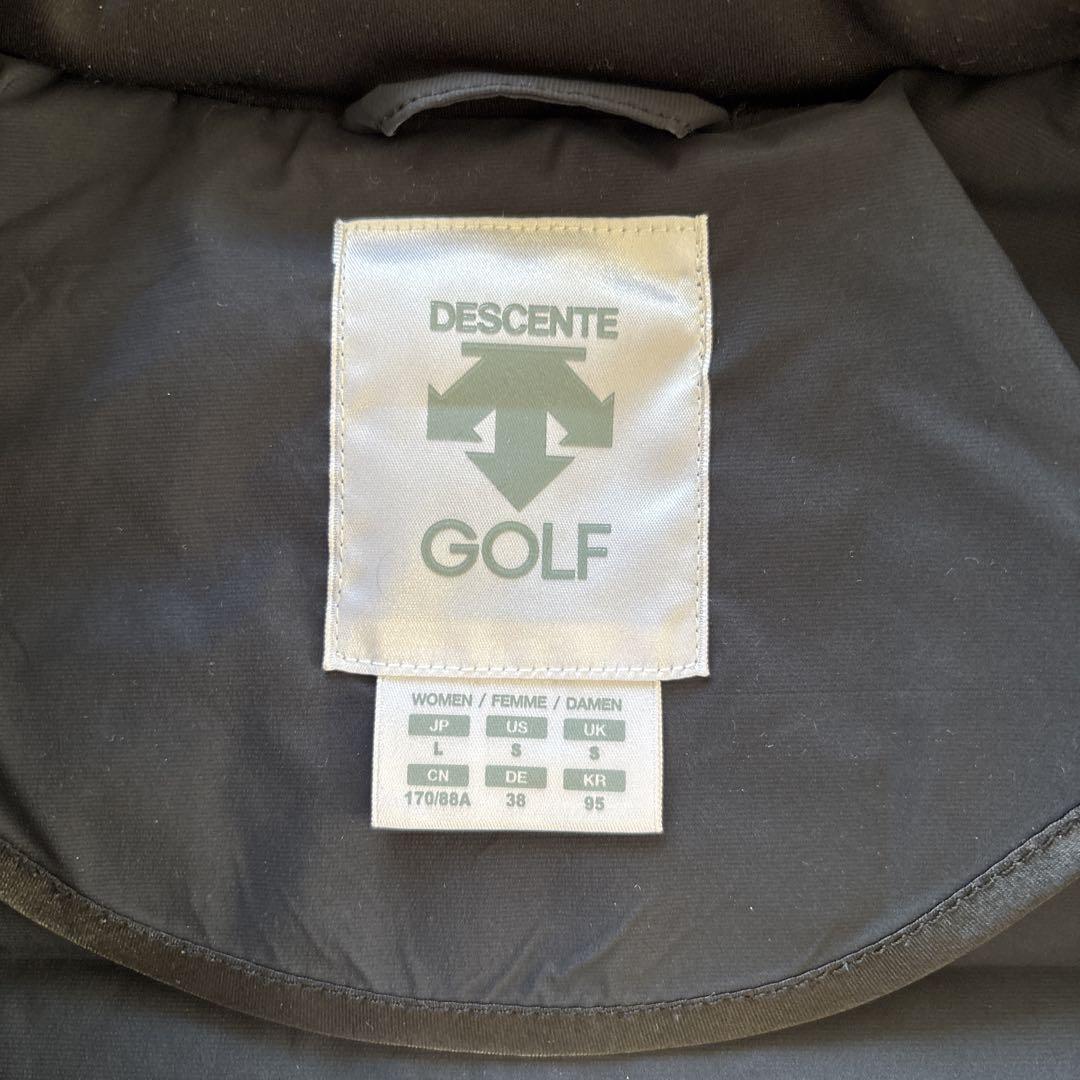 DESCENTE
GOLF
WOMEN / FEMME / DAMEN
JP US UK
L S S
CN DE KR
170/88A 38 95